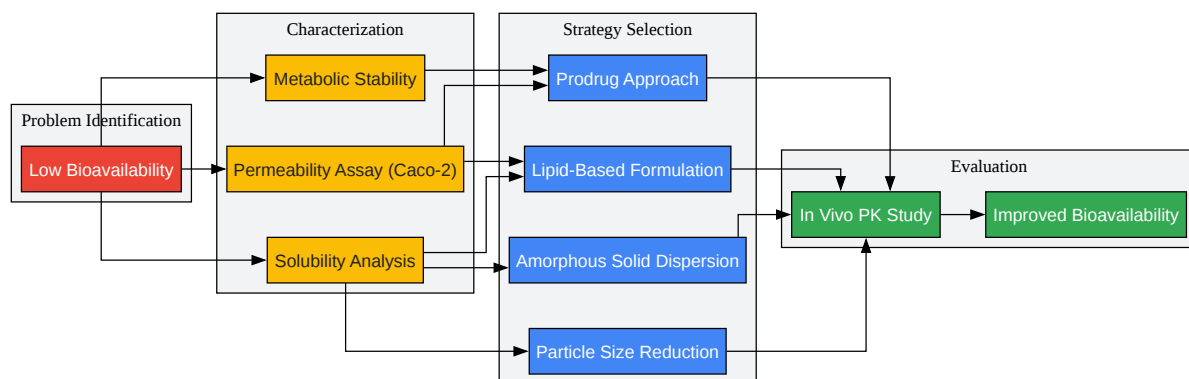 Problem Identification
Low Bioavailability
Characterization
Metabolic Stability
Permeability Assay (Caco-2)
Solubility Analysis
Strategy Selection
Prodrug Approach
Lipid-Based Formulation
Amorphous Solid Dispersion
Particle Size Reduction
Evaluation
In Vivo PK Study
Improved Bioavailability